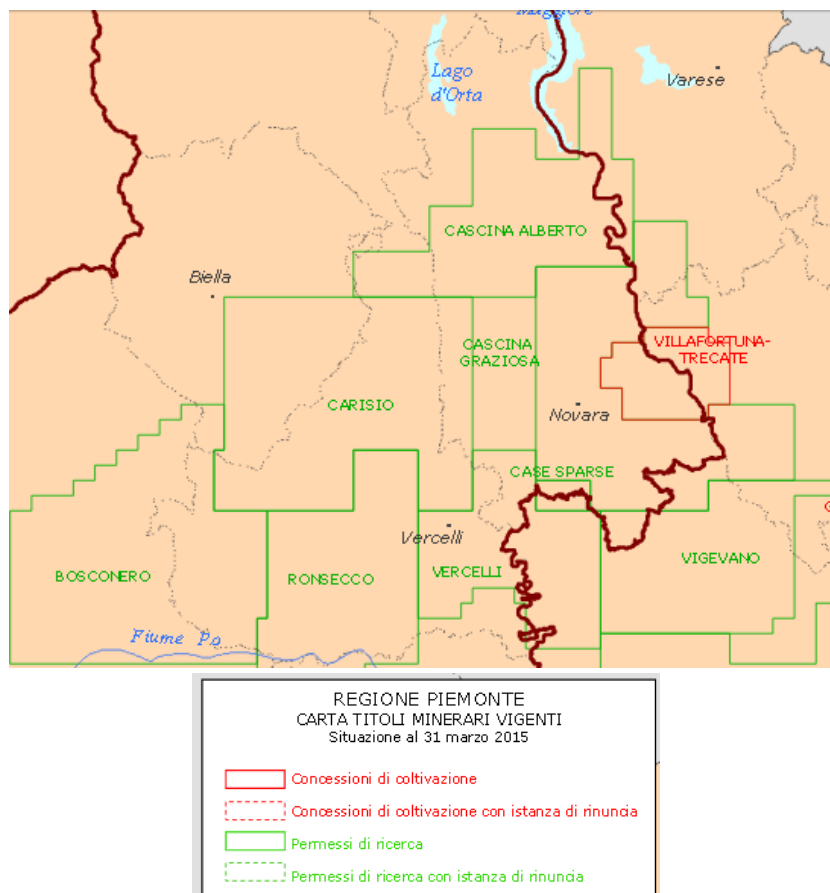 Maggiore
Lago
d'Orta
Varese
CASCINA ALBERTO
Biella
CASCINA
GRAZIOSA
VILLAFORTUNA-
TRECATE
CARISIO
Novara
CASE SPARSE
Vercelli
BOSCONERO
RONSECCO
VERCELLI
VIGEVANO
Fiume Po
REGIONE PIEMONTE
CARTA TITOLI MINERARI VIGENTI
Situazione al 31 marzo 2015
Concessioni di coltivazione
Concessioni di coltivazione con istanza di rinuncia
Permessi di ricerca
Permessi di ricerca con istanza di rinuncia